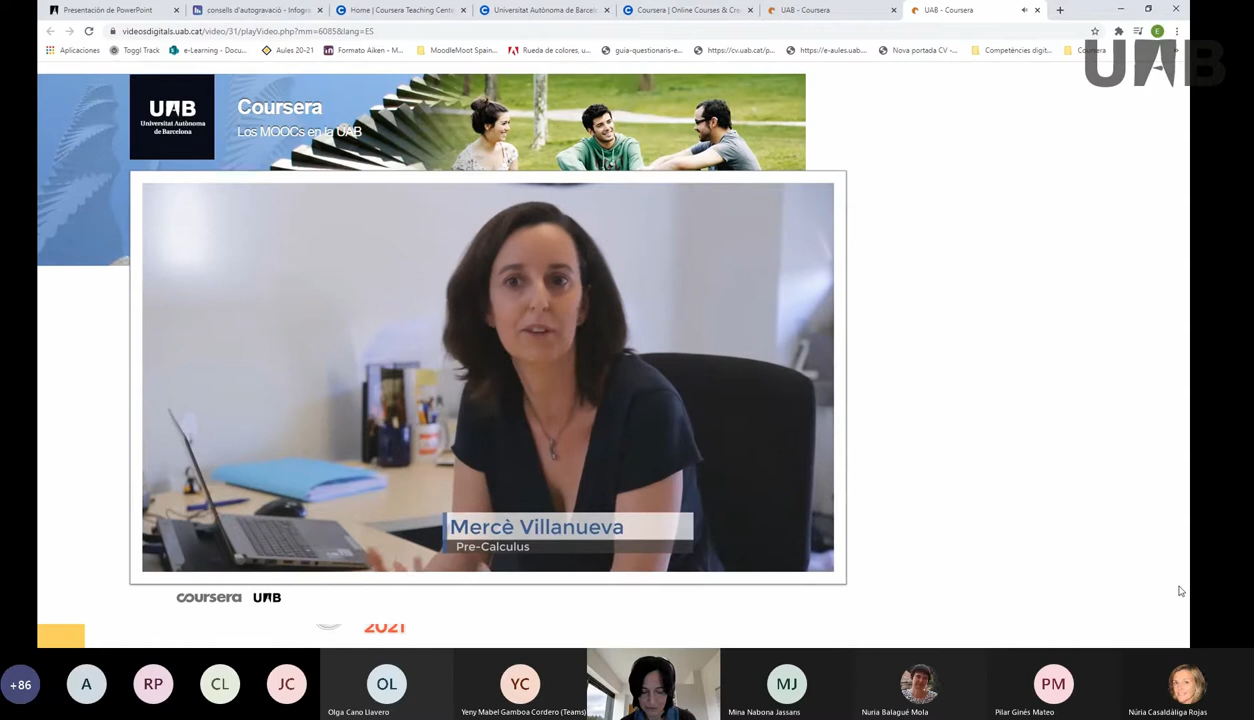 Presentación de PowerPoint
consells d'autogravació - Infogra
Home | Coursera Teaching Cente
Universitat Autònoma de Barcelo
Coursera | Online Courses & Cre
UAB - Coursera
UAB - Coursera
videosdigitals.uab.cat/video/31/playVideo.php?mm=6085&lang=ES
E
Aplicaciones
Toggl Track
e-Learning - Docu...
Aules 20-21
Formato Aiken - M...
MoodleMoot Spain...
Rueda de colores, u...
guia-questionaris-e...
https://cv.uab.cat/p...
https://e-aules.uab...
Nova portada CV -
Competències digit...
Coursera
UAB
UAB
Universitat Autònoma
de Barcelona
Coursera
Los MOOCs en la UAB
Mercè Villanueva
Pre-Calculus
coursera UAB
2021
+86
A
RP
CL
JC
OL
YC
MJ
PM
Olga Cano Llavero
Yeny Mabel Gamboa Cordero (Teams)
Mina Nabona Jassans
Nuria Balagué Mola
Pilar Ginés Mateo
Núria Casaldàliga Rojas